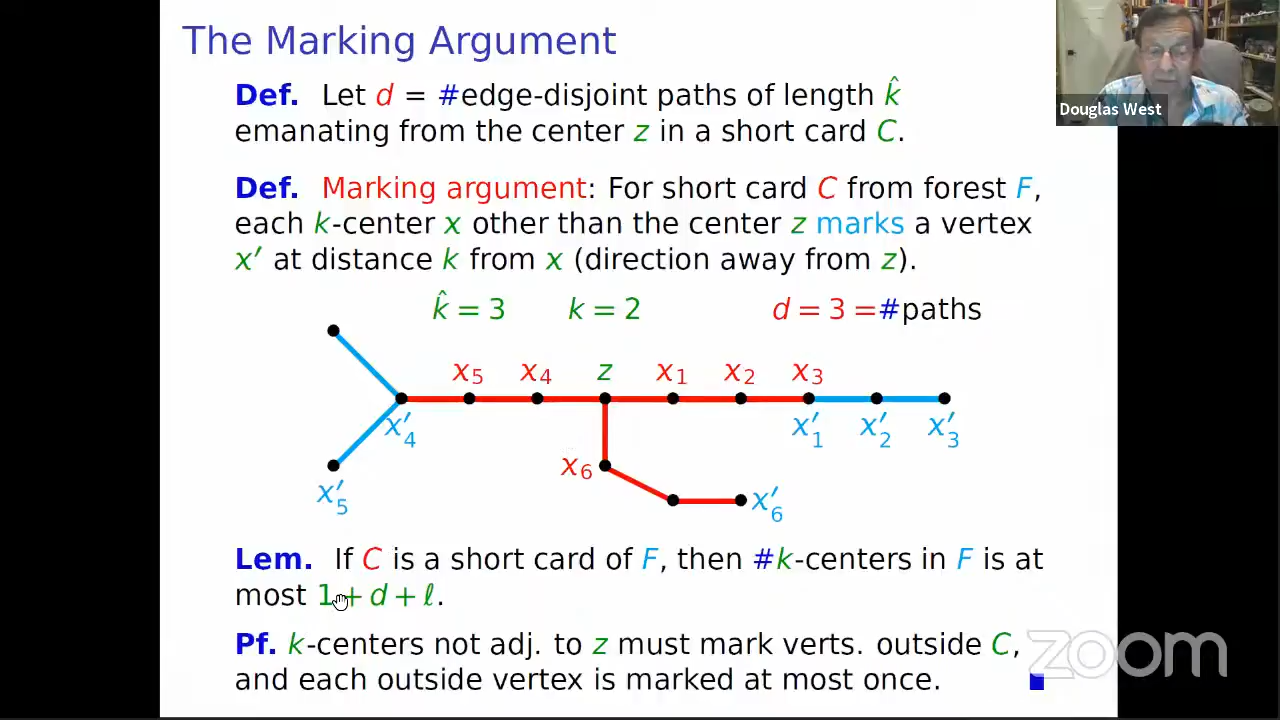 The Marking Argument
Def. Let d = #edge-disjoint paths of length k̂
emanating from the center z in a short card C.
Def. Marking argument: For short card C from forest F,
each k-center x other than the center z marks a vertex
x′ at distance k from x (direction away from z).
k̂ = 3 k = 2 d = 3 =#paths
x₅ x₄ z x₁ x₂ x₃
x′₄ x′₁ x′₂ x′₃
x₆
x′₅ x′₆
Lem. If C is a short card of F, then #k-centers in F is at
most 1 + d + ℓ.
Pf. k-centers not adj. to z must mark verts. outside C,
and each outside vertex is marked at most once.
Douglas West
zoom